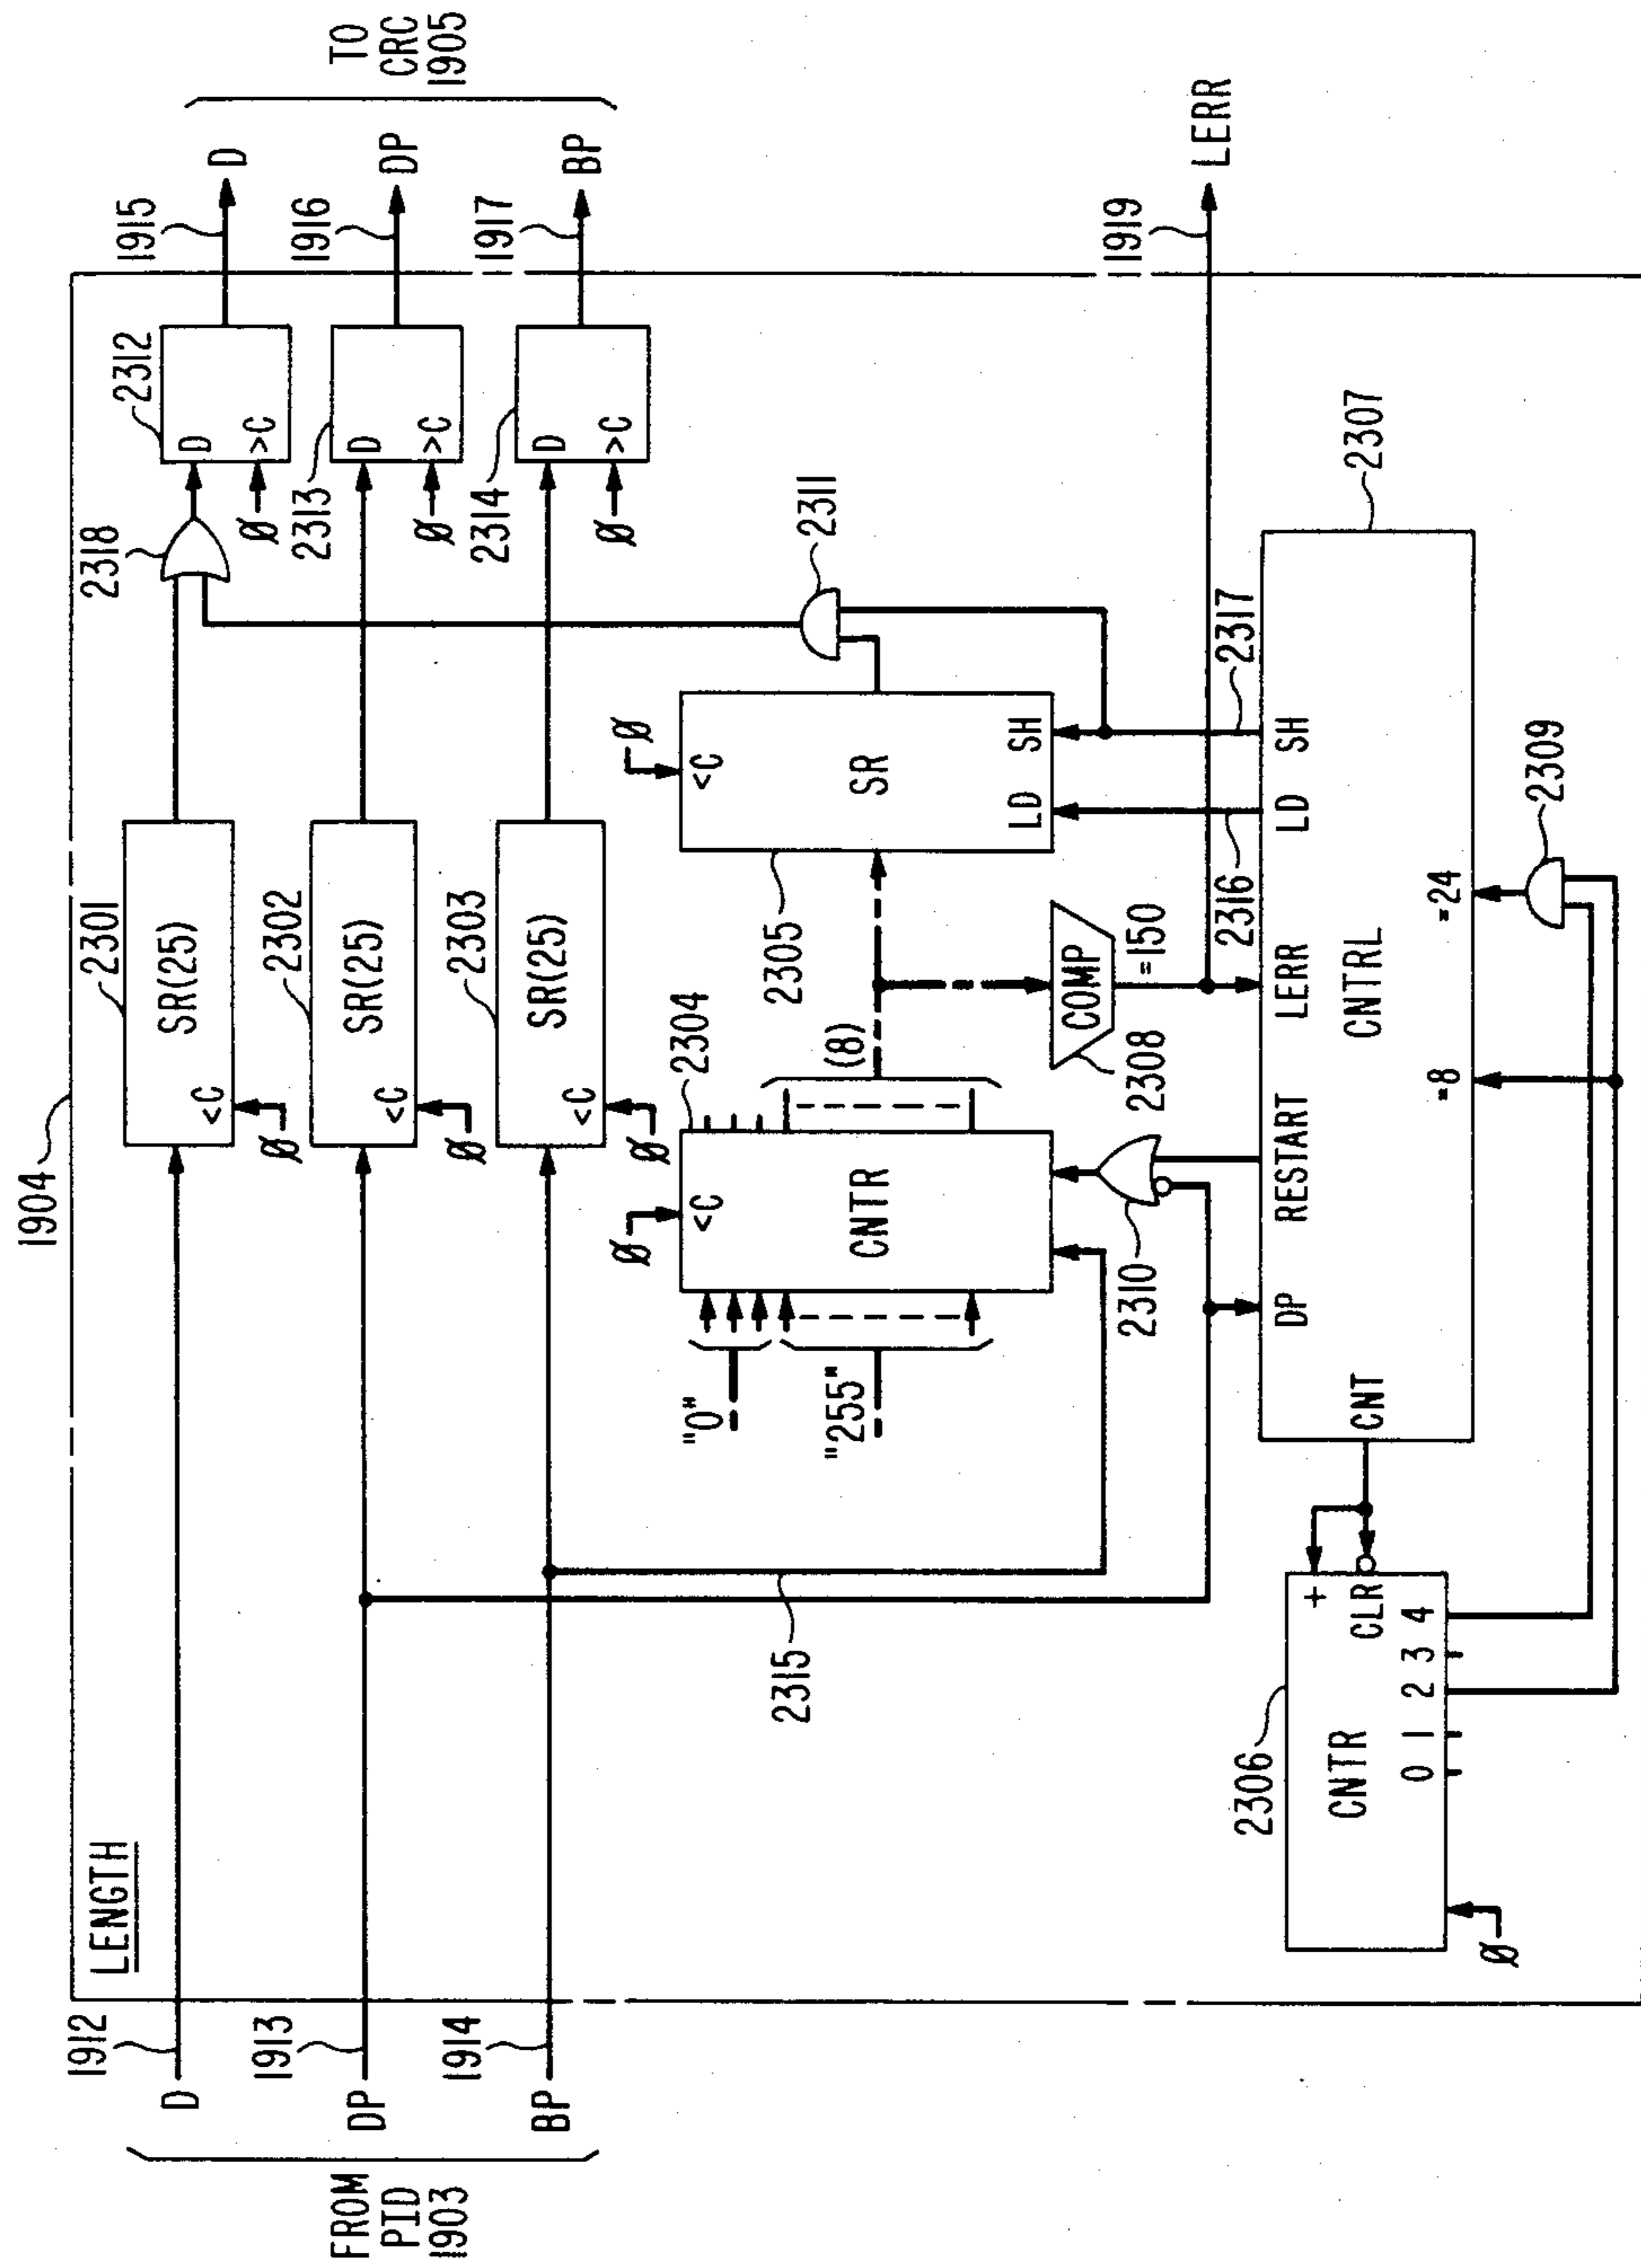 LENGTH
1904
FROM
PID
1903
D
1912
DP
1913
BP
1914
2301
SR(25)
<C
Ø
2302
SR(25)
<C
Ø
2303
SR(25)
<C
Ø
2318
2312
D
>C
Ø
1915
D
2313
D
>C
Ø
1916
DP
2314
D
>C
Ø
1917
BP
TO
CRC
1905
2315
"0"
"255"
Ø
<C
CNTR
2304
(8)
2305
Ø
<C
SR
LD
SH
2311
2310
2308
COMP
=150
2316
2317
1919
LERR
2306
CNTR
+
CLR
0
1
2
3
4
Ø
CNT
DP
RESTART
LERR
LD
SH
=8
CNTRL
=24
2307
2309